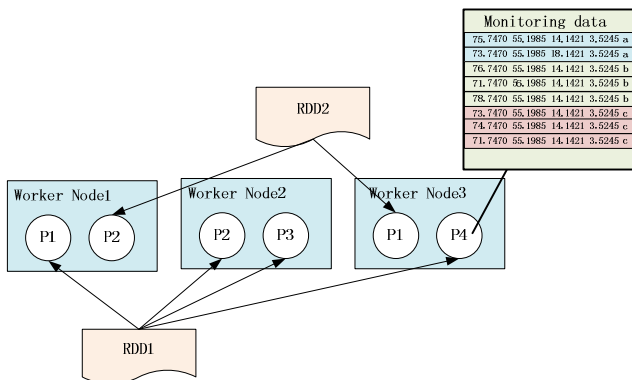 Monitoring data
75.7470 55.1985 14.1421 3.5245 a
73.7470 55.1985 18.1421 3.5245 a
76.7470 55.1985 14.1421 3.5245 b
71.7470 56.1985 14.1421 3.5245 b
78.7470 55.1985 14.1421 3.5245 b
73.7470 55.1985 14.1421 3.5245 c
74.7470 55.1985 14.1421 3.5245 c
71.7470 55.1985 14.1421 3.5245 c
RDD2
Worker Node1
P1 P2
Worker Node2
P2 P3
Worker Node3
P1 P4
RDD1